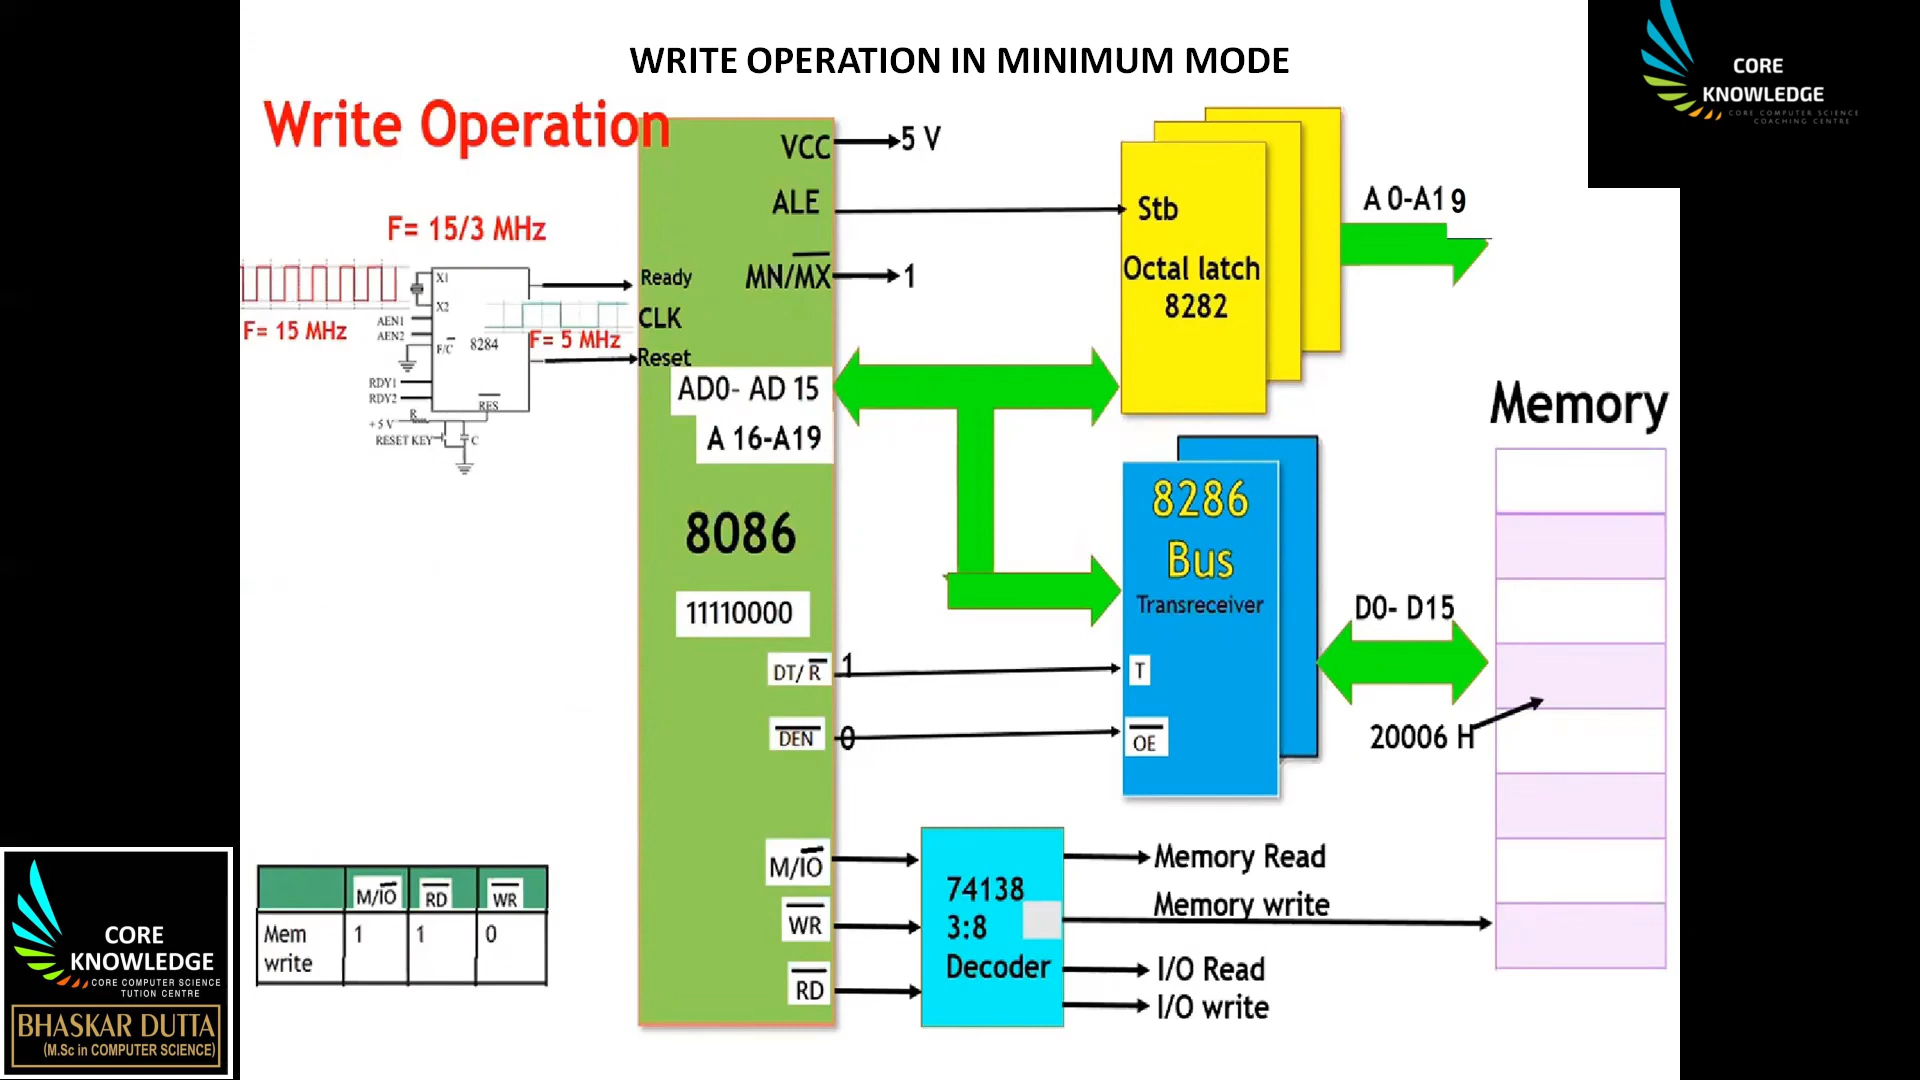 WRITE OPERATION IN MINIMUM MODE
CORE
KNOWLEDGE
CORE COMPUTER SCIENCE
COACHING CENTRE
Write Operation
VCC
5 V
ALE
Stb
A 0-A1 9
F= 15/3 MHz
MN/MX
1
Octal latch
8282
Ready
CLK
Reset
X1
X2
AEN1
AEN2
F/C
8284
RDY1
RDY2
RES
R
+ 5 V
RESET KEY
C
F= 15 MHz
F= 5 MHz
AD0- AD 15
A 16-A19
Memory
8086
11110000
8286
Bus
Transreceiver
D0- D15
DT/ R
1
T
DEN
0
OE
20006 H
M/IO
WR
RD
74138
3:8
Decoder
Memory Read
Memory write
I/O Read
I/O write
M/IO RD WR
Mem 1 1 0
write
CORE
KNOWLEDGE
CORE COMPUTER SCIENCE
TUTION CENTRE
BHASKAR DUTTA
(M.Sc in COMPUTER SCIENCE)